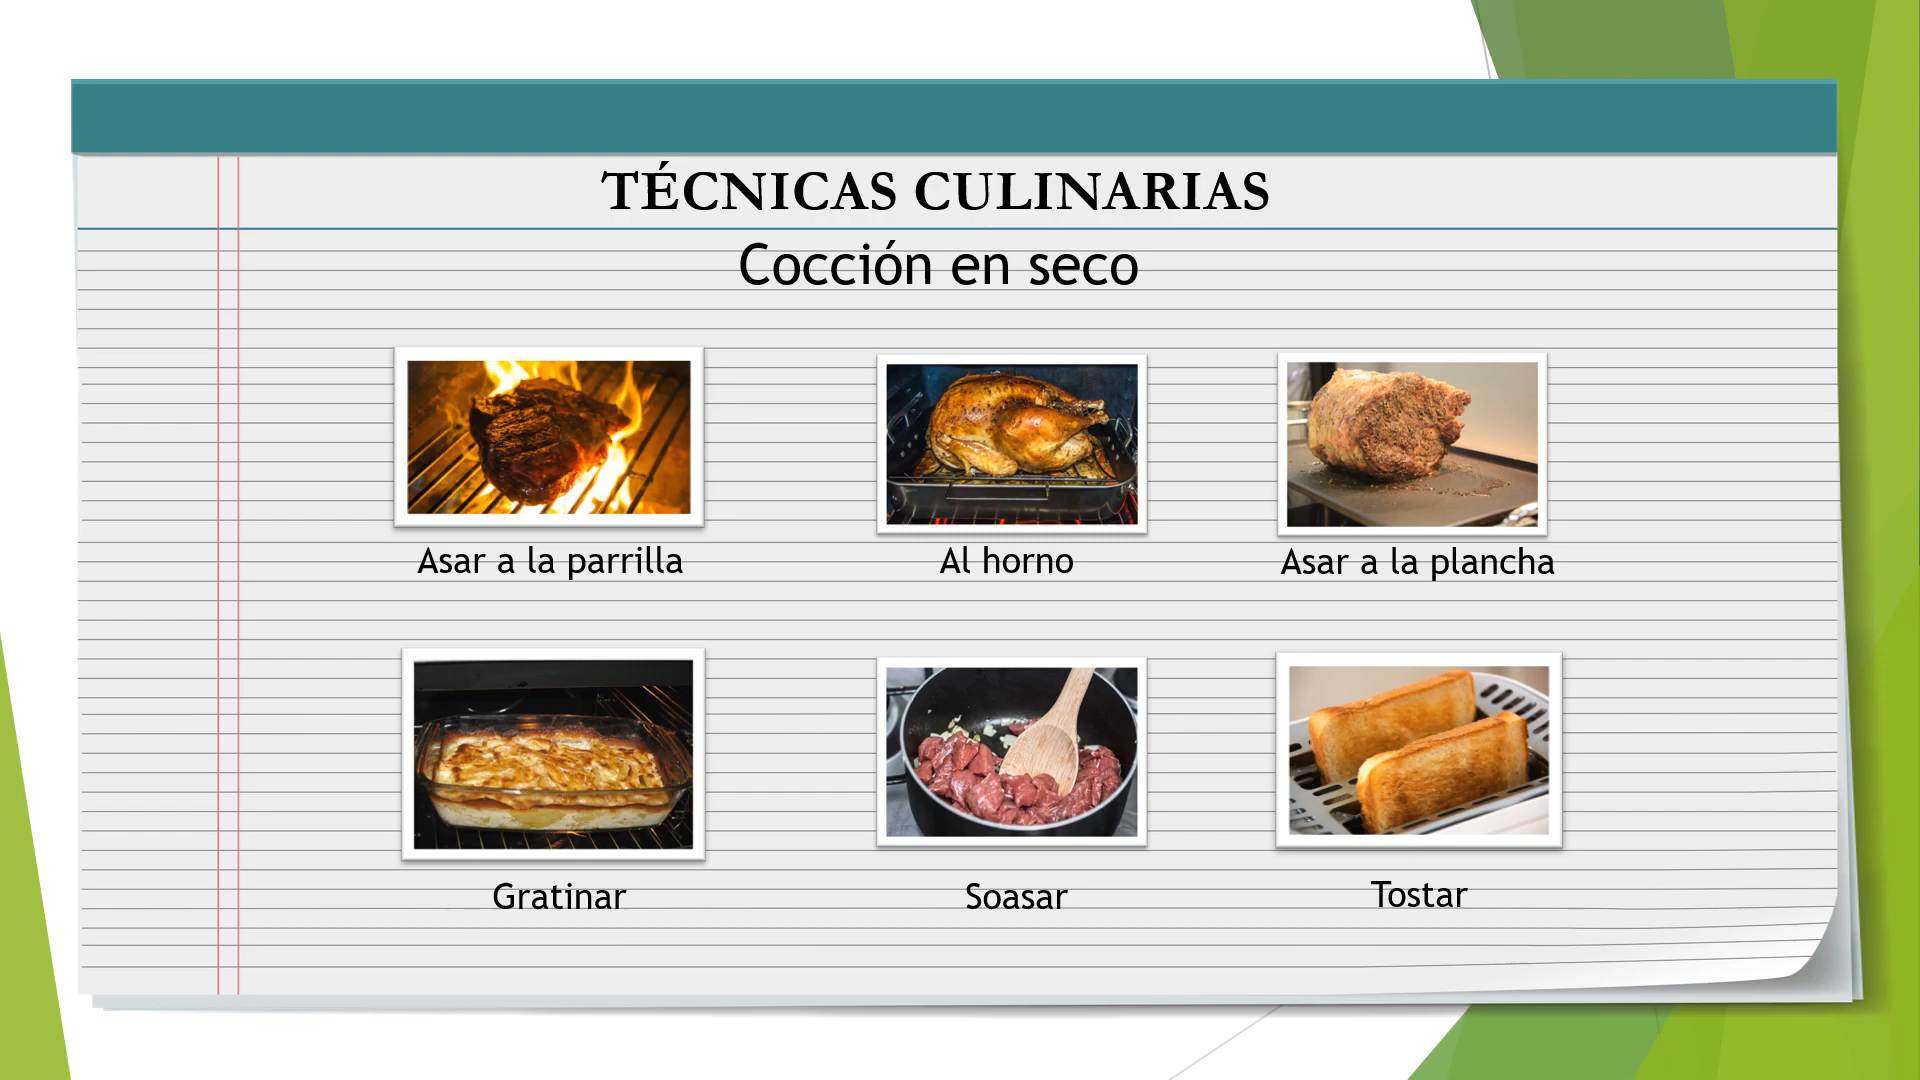 TÉCNICAS CULINARIAS
Cocción en seco
Asar a la parrilla
Al horno
Asar a la plancha
Gratinar
Soasar
Tostar